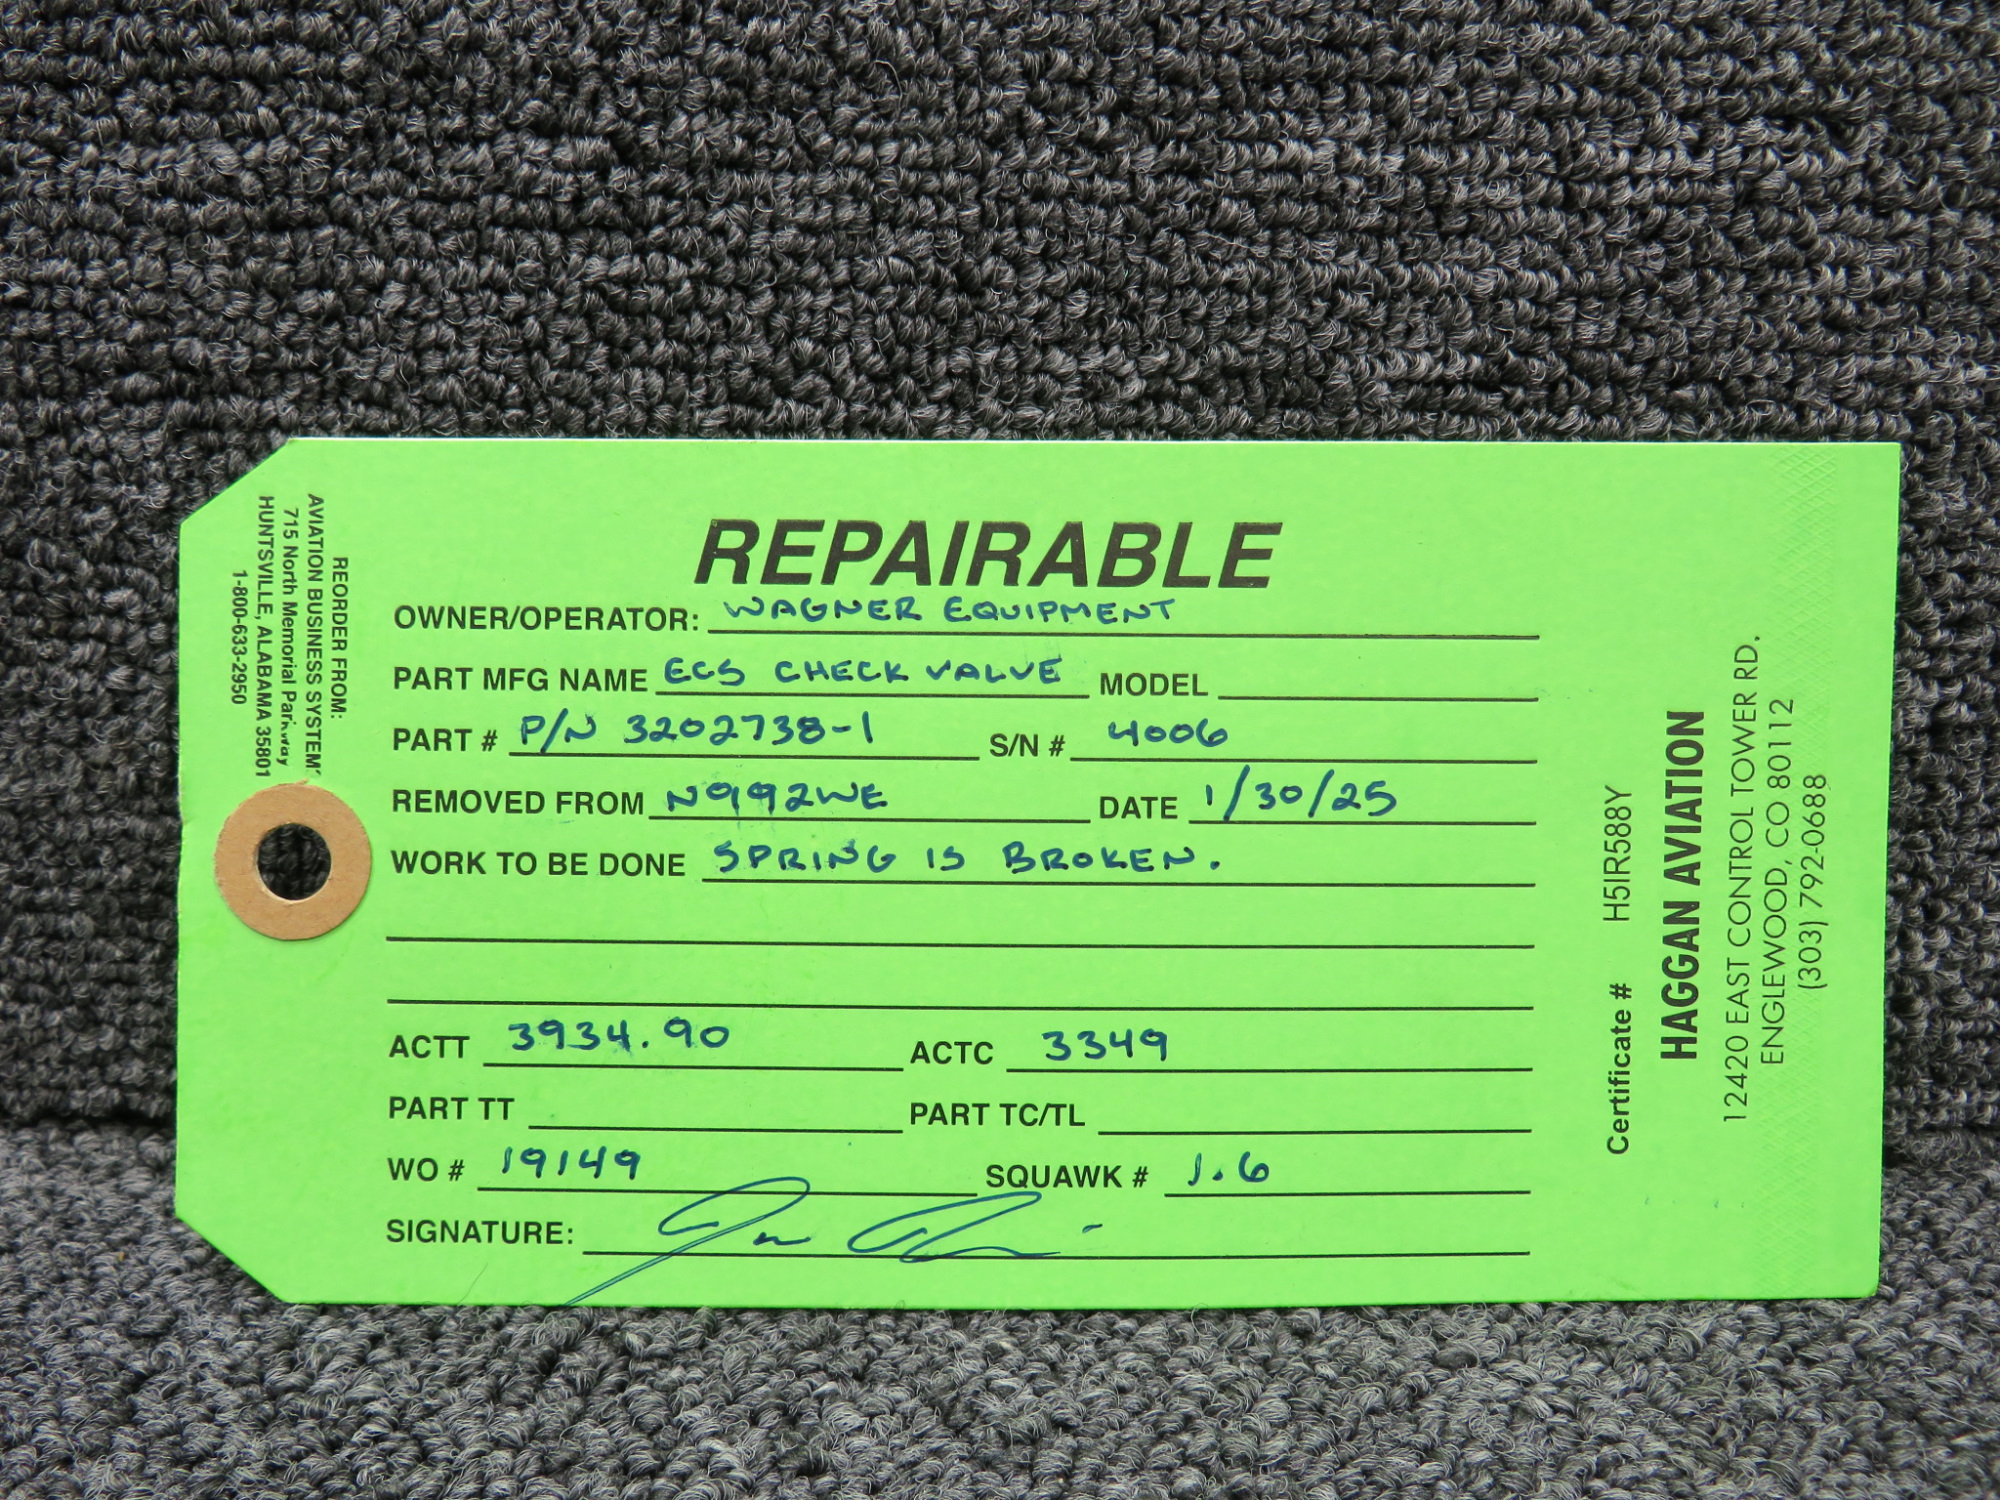 REPAIRABLE
OWNER/OPERATOR: WAGNER EQUIPMENT
PART MFG NAME ECS CHECK VALVE MODEL
PART # P/N 3202738-1 S/N # 4006
REMOVED FROM N992WE DATE 1/30/25
WORK TO BE DONE SPRING IS BROKEN.
ACTT 3934.90 ACTC 3349
PART TT PART TC/TL
WO # 19149 SQUAWK # 1.6
SIGNATURE:
REORDER FROM:
AVIATION BUSINESS SYSTEM
715 North Memorial Parkway
HUNTSVILLE, ALABAMA 35801
1-800-633-2950
Certificate # H5IR588Y
HAGGAN AVIATION
12420 EAST CONTROL TOWER RD.
ENGLEWOOD, CO 80112
(303) 792-0688